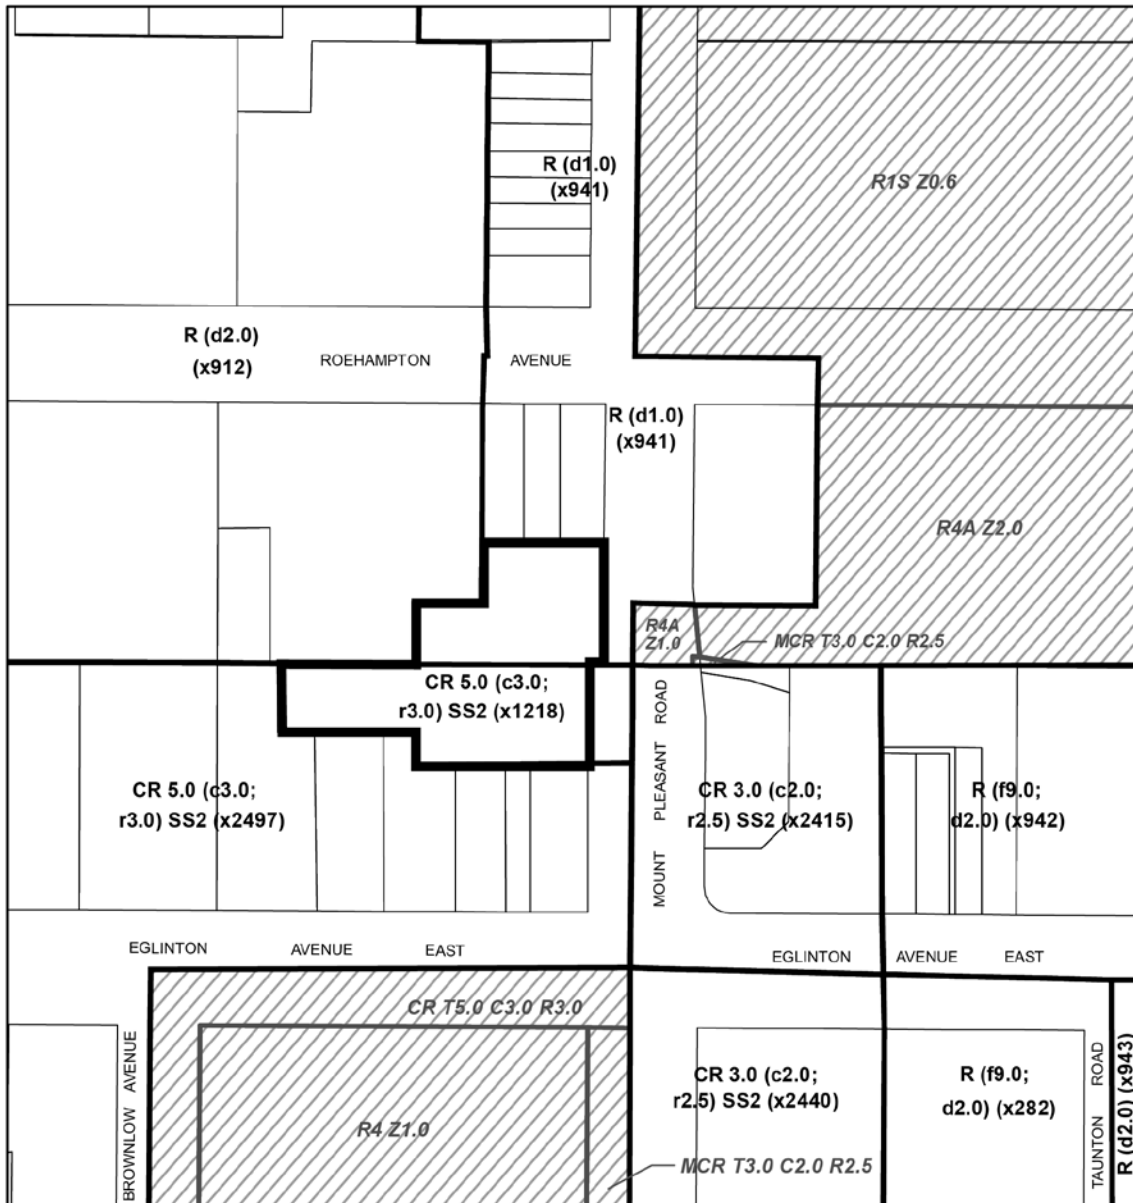 R (d1.0)
(x941)
R1S Z0.6
R (d2.0)
(x912)
ROEHAMPTON AVENUE
R (d1.0)
(x941)
R4A Z2.0
R4A
Z1.0
MCR T3.0 C2.0 R2.5
CR 5.0 (c3.0;
r3.0) SS2 (x1218)
MOUNT PLEASANT ROAD
CR 5.0 (c3.0;
r3.0) SS2 (x2497)
CR 3.0 (c2.0;
r2.5) SS2 (x2415)
R (f9.0;
d2.0) (x942)
EGLINTON AVENUE EAST
EGLINTON AVENUE EAST
CR T5.0 C3.0 R3.0
BROWNLOW AVENUE
R4 Z1.0
CR 3.0 (c2.0;
r2.5) SS2 (x2440)
R (f9.0;
d2.0) (x282)
TAUNTON ROAD
R (d2.0) (x943)
MCR T3.0 C2.0 R2.5